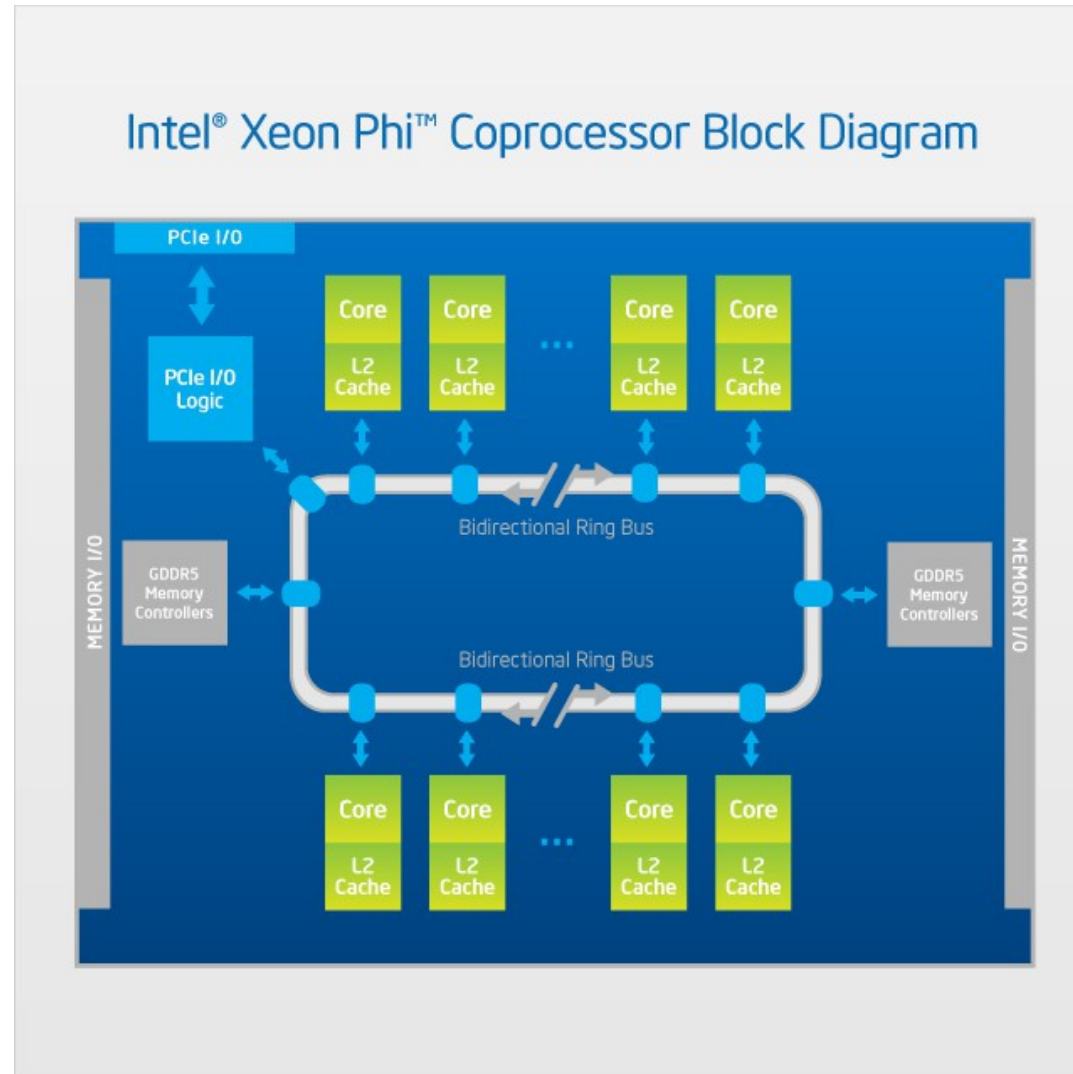 Intel® Xeon Phi™ Coprocessor Block Diagram
PCIe I/O
PCIe I/O
Logic
Core
L2
Cache
Core
L2
Cache
...
Core
L2
Cache
Core
L2
Cache
Bidirectional Ring Bus
MEMORY I/O
GDDR5
Memory
Controllers
GDDR5
Memory
Controllers
MEMORY I/O
Bidirectional Ring Bus
Core
L2
Cache
Core
L2
Cache
...
Core
L2
Cache
Core
L2
Cache